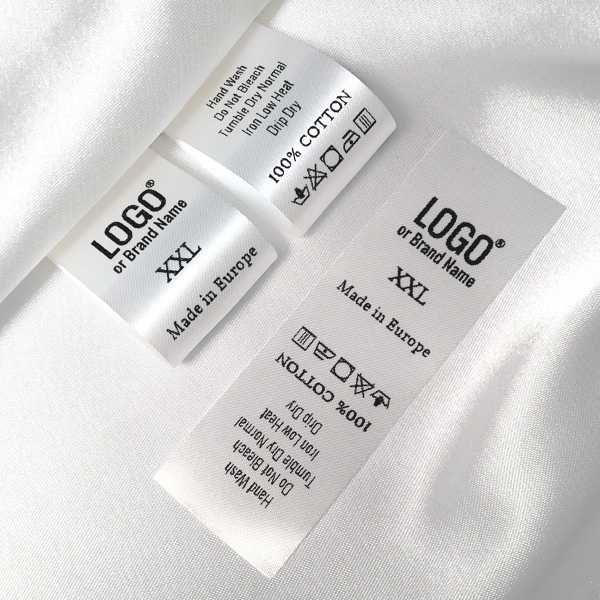 Hand Wash
Do Not Bleach
Tumble Dry Normal
Iron Low Heat
Drip Dry
100% COTTON
LOGO®
or Brand Name
XXL
Made in Europe
LOGO®
or Brand Name
XXL
Made in Europe
100% COTTON
Drip Dry
Iron Low Heat
Tumble Dry Normal
Do Not Bleach
Hand Wash